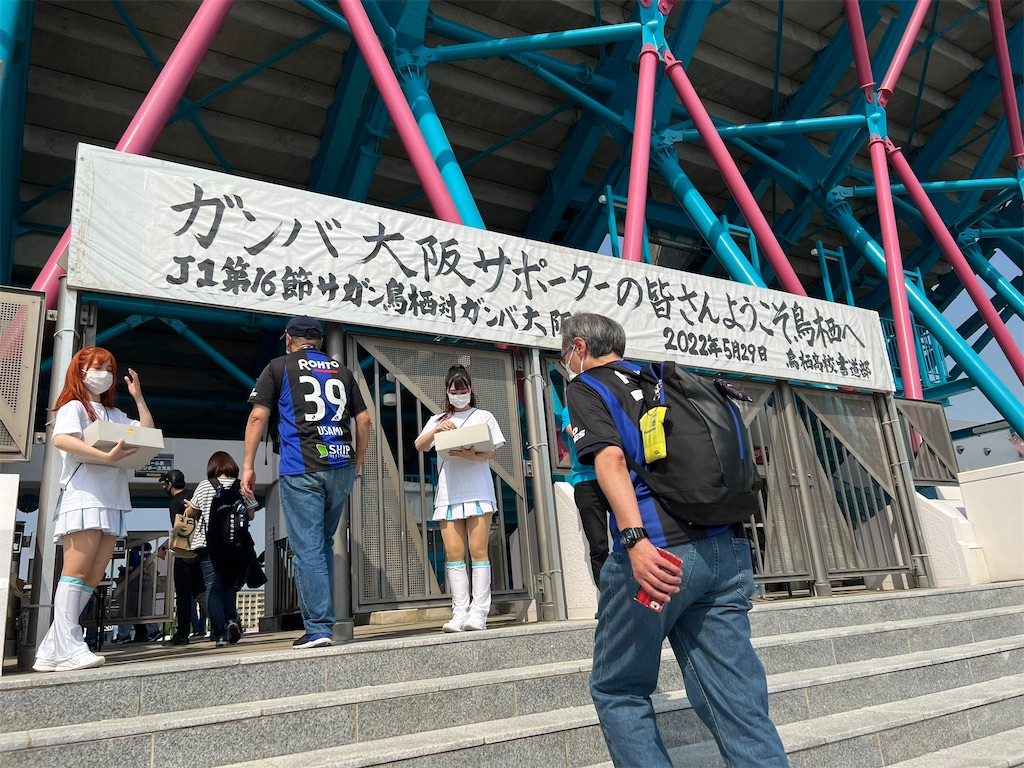 ガンバ大阪サポーターの皆さんようこそ鳥栖へ
J1第16節サガン鳥栖対ガンバ大阪
2022年5月29日
鳥栖高校書道部
ROHTO
39
USAMI
SHIP